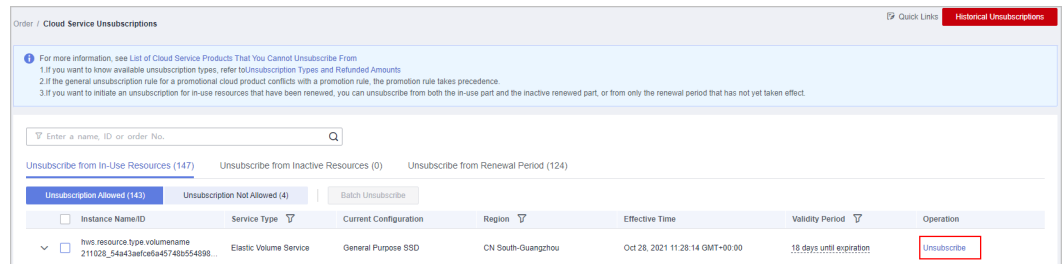 Order / Cloud Service Unsubscriptions
Quick Links
Historical Unsubscriptions
For more information, see List of Cloud Service Products That You Cannot Unsubscribe From
1.If you want to know available unsubscription types, refer toUnsubscription Types and Refunded Amounts
2.If the general unsubscription rule for a promotional cloud product conflicts with a promotion rule, the promotion rule takes precedence.
3.If you want to initiate an unsubscription for in-use resources that have been renewed, you can unsubscribe from both the in-use part and the inactive renewed part, or from only the renewal period that has not yet taken effect.
Enter a name, ID or order No.
Unsubscribe from In-Use Resources (147) Unsubscribe from Inactive Resources (0) Unsubscribe from Renewal Period (124)
Unsubscription Allowed (143) Unsubscription Not Allowed (4) Batch Unsubscribe
Instance Name/ID Service Type Current Configuration Region Effective Time Validity Period Operation
hws.resource.type.volumename
211028_54a43aefce6a45748b554898... Elastic Volume Service General Purpose SSD CN South-Guangzhou Oct 28, 2021 11:28:14 GMT+00:00 18 days until expiration Unsubscribe